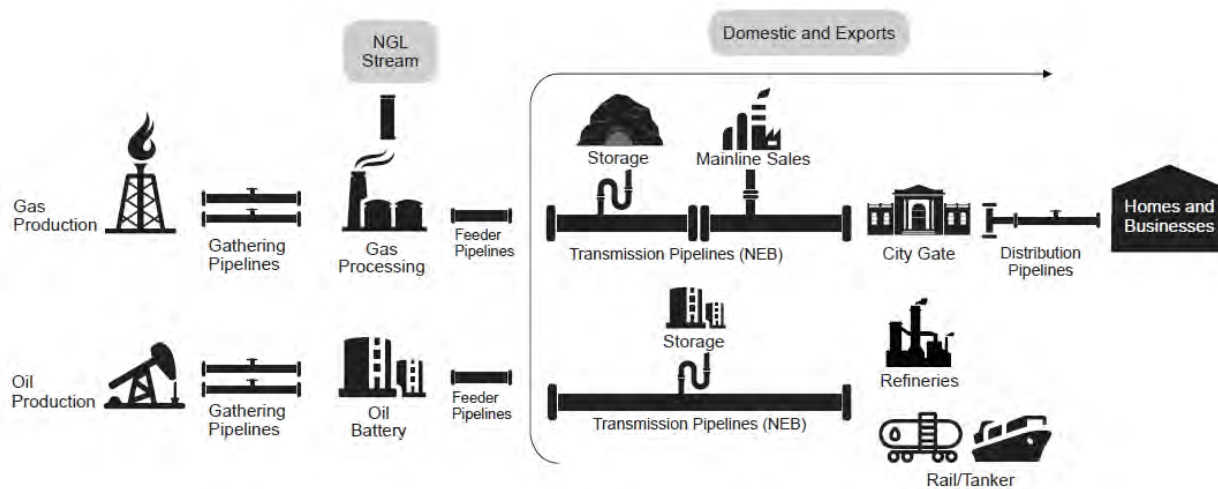 NGL
Stream
Domestic and Exports
Storage
Mainline Sales
Gas
Production
Gathering
Pipelines
Gas
Processing
Feeder
Pipelines
Transmission Pipelines (NEB)
City Gate
Distribution
Pipelines
Homes and
Businesses
Oil
Production
Gathering
Pipelines
Oil
Battery
Feeder
Pipelines
Storage
Transmission Pipelines (NEB)
Refineries
Rail/Tanker